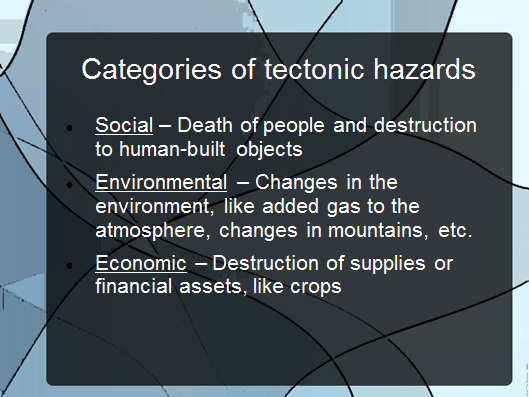 Categories of tectonic hazards
• Social – Death of people and destruction
to human-built objects
• Environmental – Changes in the
environment, like added gas to the
atmosphere, changes in mountains, etc.
• Economic – Destruction of supplies or
financial assets, like crops